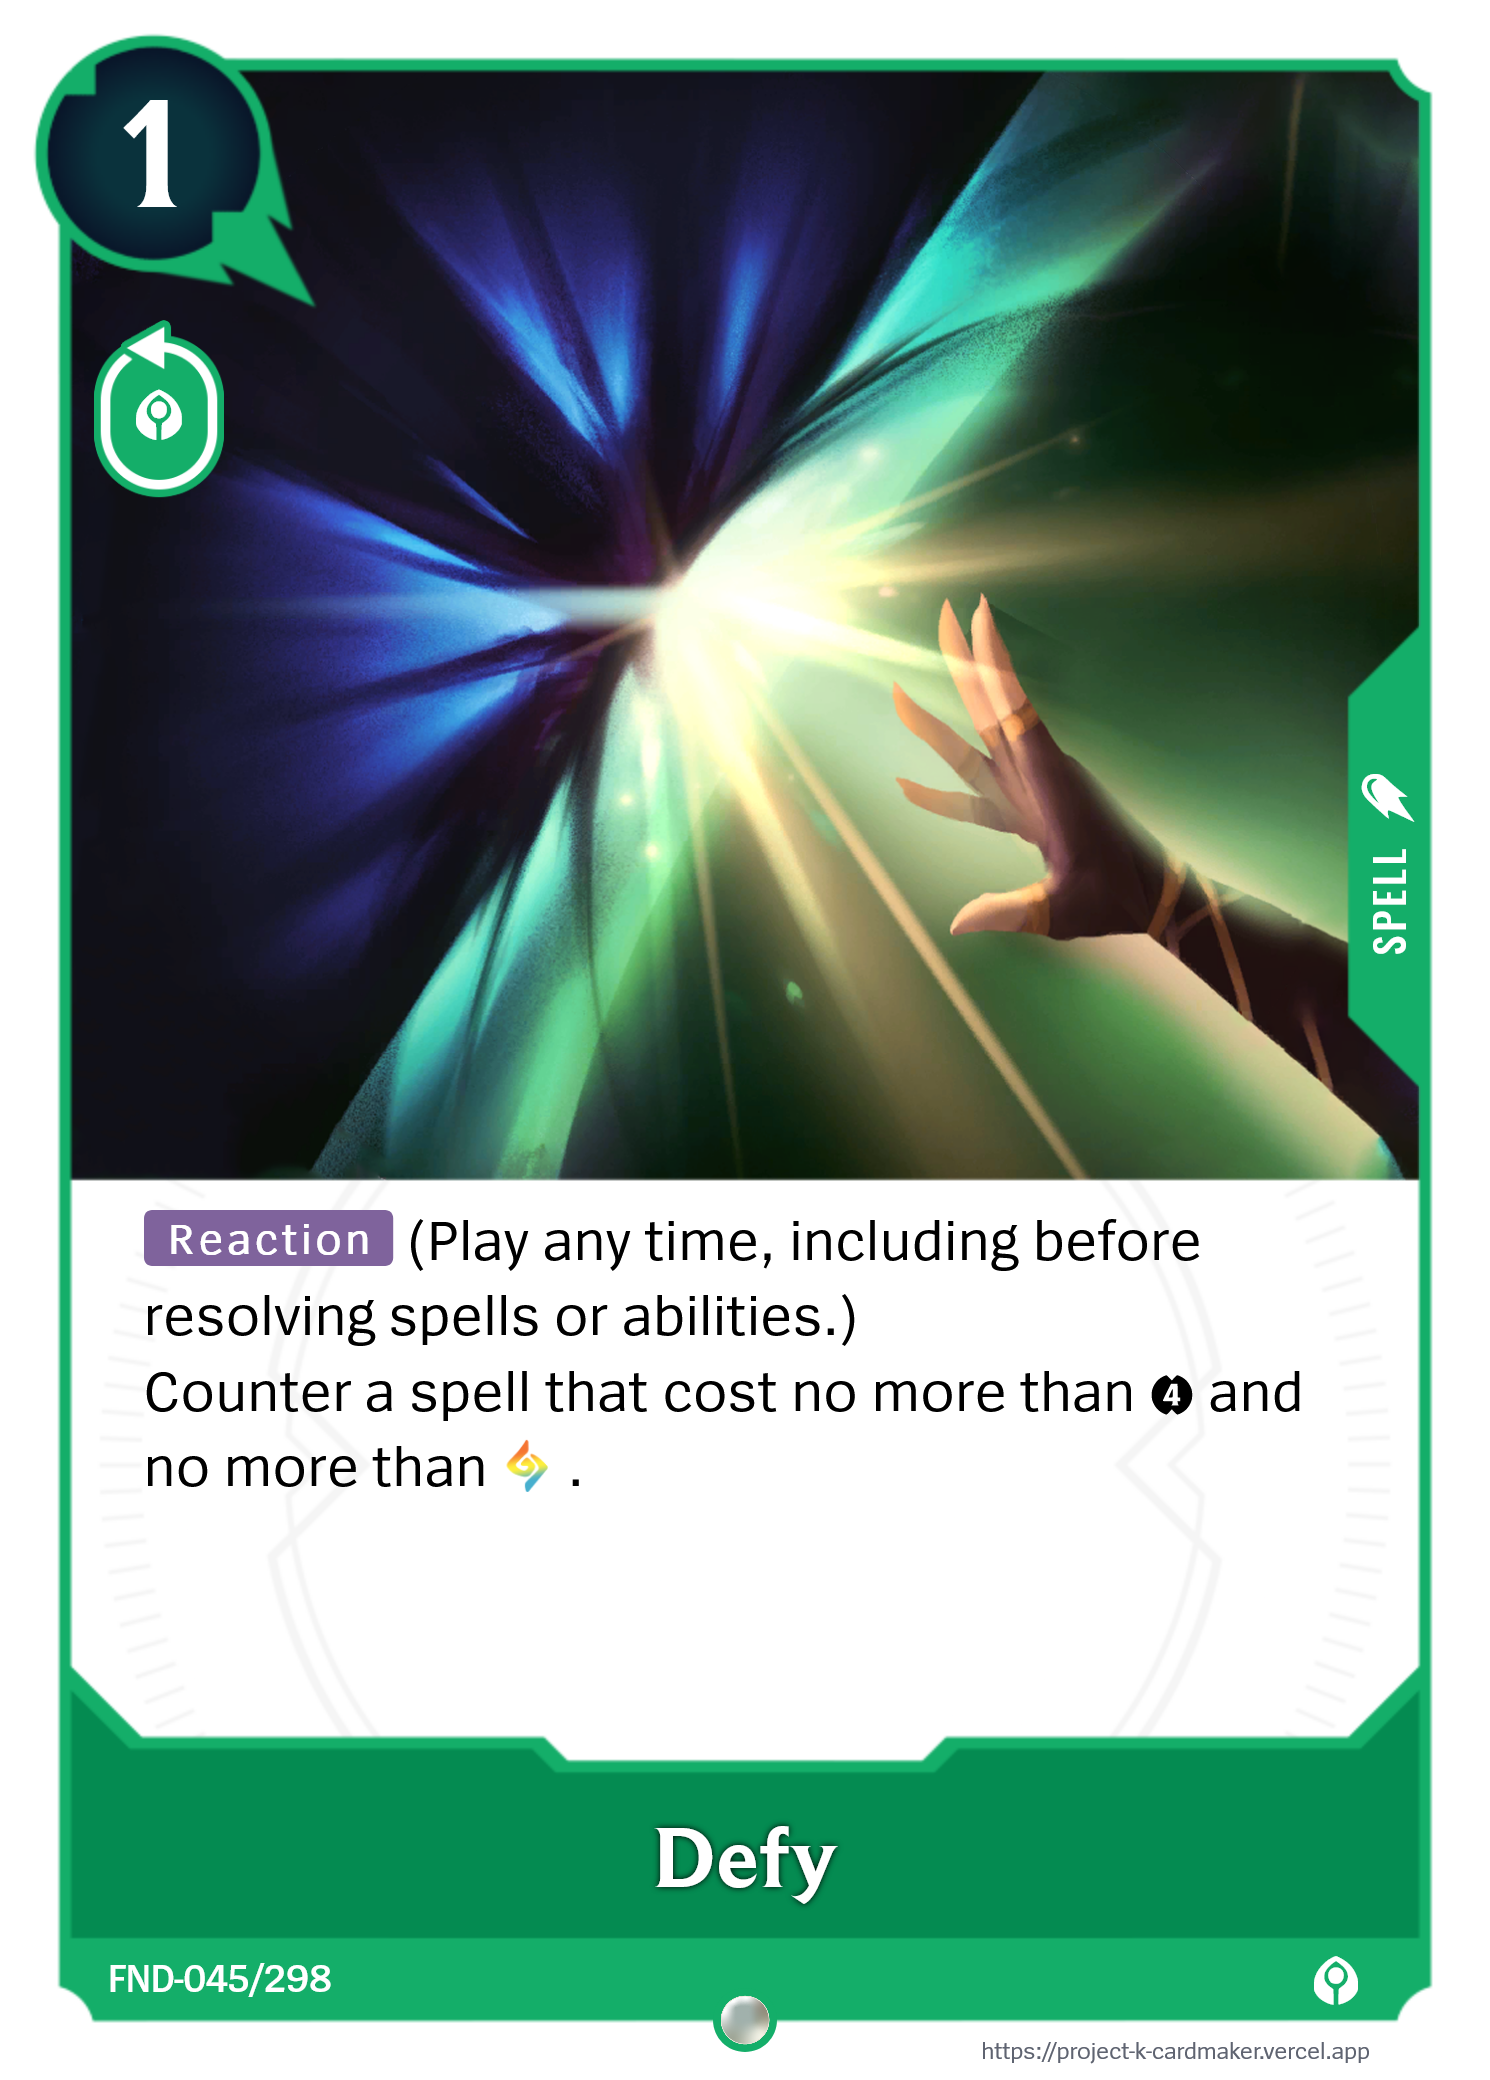 1
SPELL
Reaction (Play any time, including before
resolving spells or abilities.)
Counter a spell that cost no more than 4 and
no more than .
Defy
FND-045/298
https://project-k-cardmaker.vercel.app